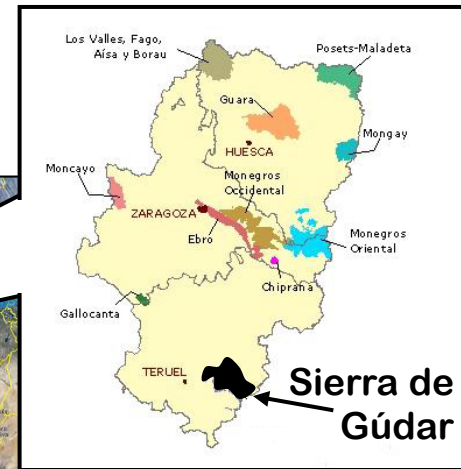 Los Valles, Fago,
Aísa y Borau
Posets-Maladeta
Guara
HUESCA
Mongay
Moncayo
Monegros
Occidental
ZARAGOZA
Ebro
Monegros
Oriental
Chiprana
Gallocanta
TERUEL
Sierra de
Gúdar